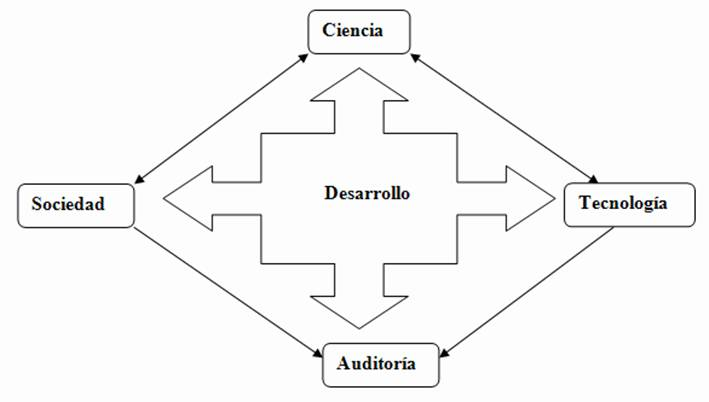 Ciencia
Sociedad
Desarrollo
Tecnología
Auditoría